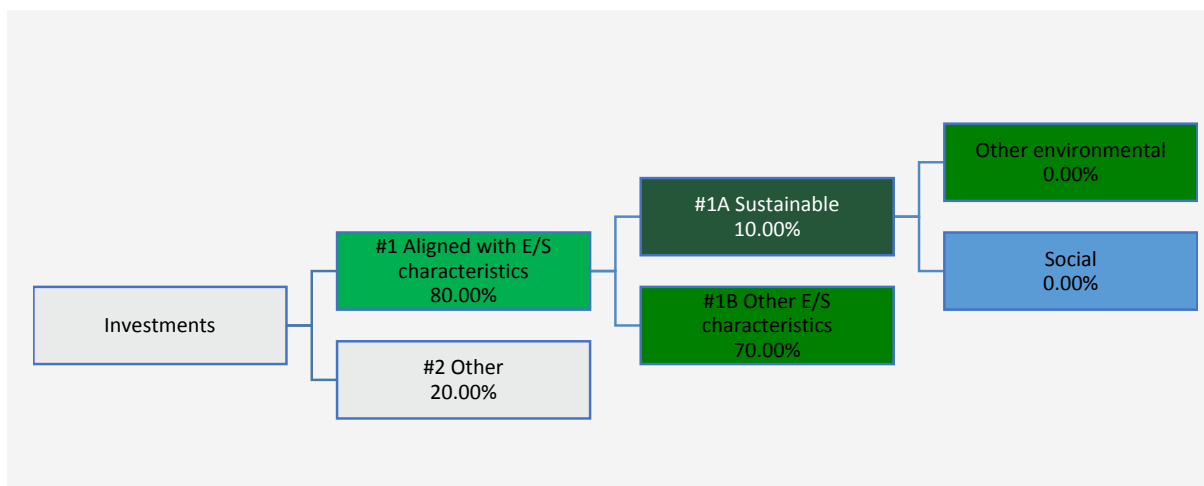 Investments
#1 Aligned with E/S
characteristics
80.00%
#2 Other
20.00%
#1A Sustainable
10.00%
#1B Other E/S
characteristics
70.00%
Other environmental
0.00%
Social
0.00%